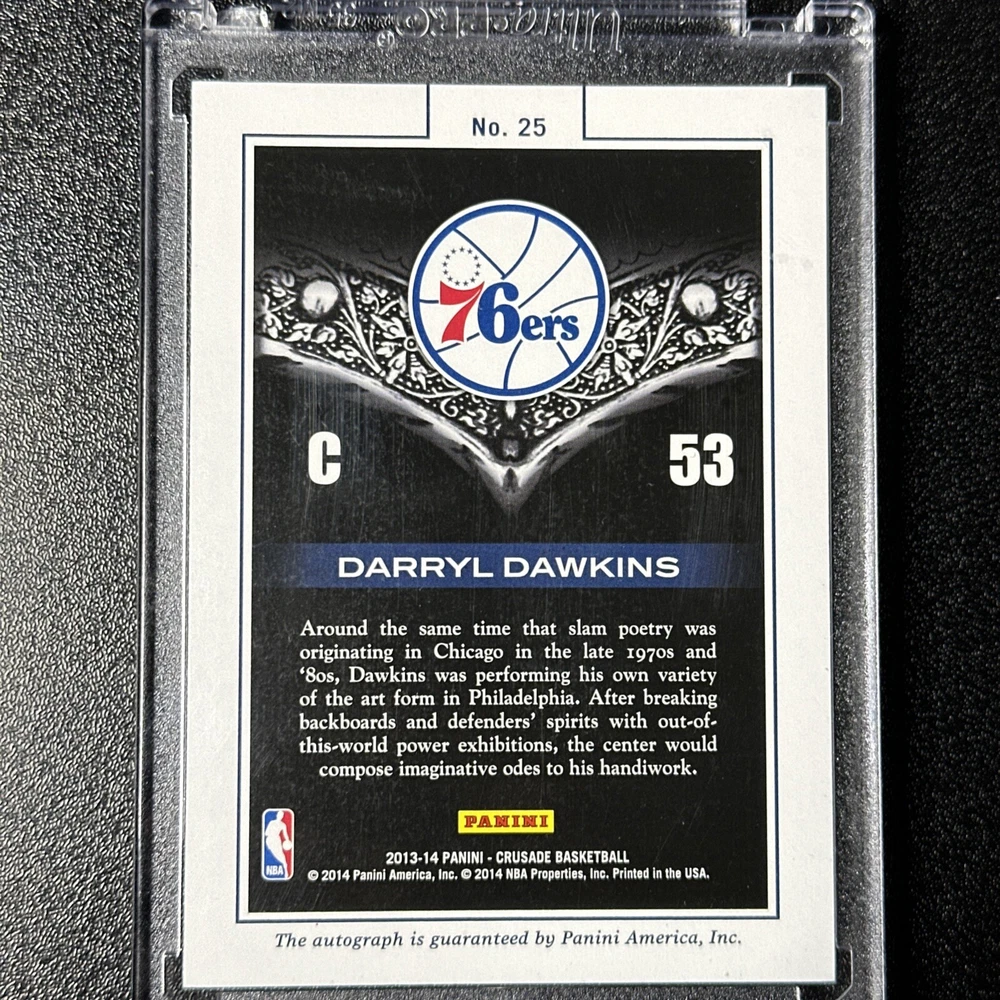 UltraPRO®
No. 25
76ers
C
53
DARRYL DAWKINS
Around the same time that slam poetry was
originating in Chicago in the late 1970s and
‘80s, Dawkins was performing his own variety
of the art form in Philadelphia. After breaking
backboards and defenders’ spirits with out-of-
this-world power exhibitions, the center would
compose imaginative odes to his handiwork.
PANINI
NBA
2013-14 PANINI - CRUSADE BASKETBALL
© 2014 Panini America, Inc. © 2014 NBA Properties, Inc. Printed in the USA.
The autograph is guaranteed by Panini America, Inc.